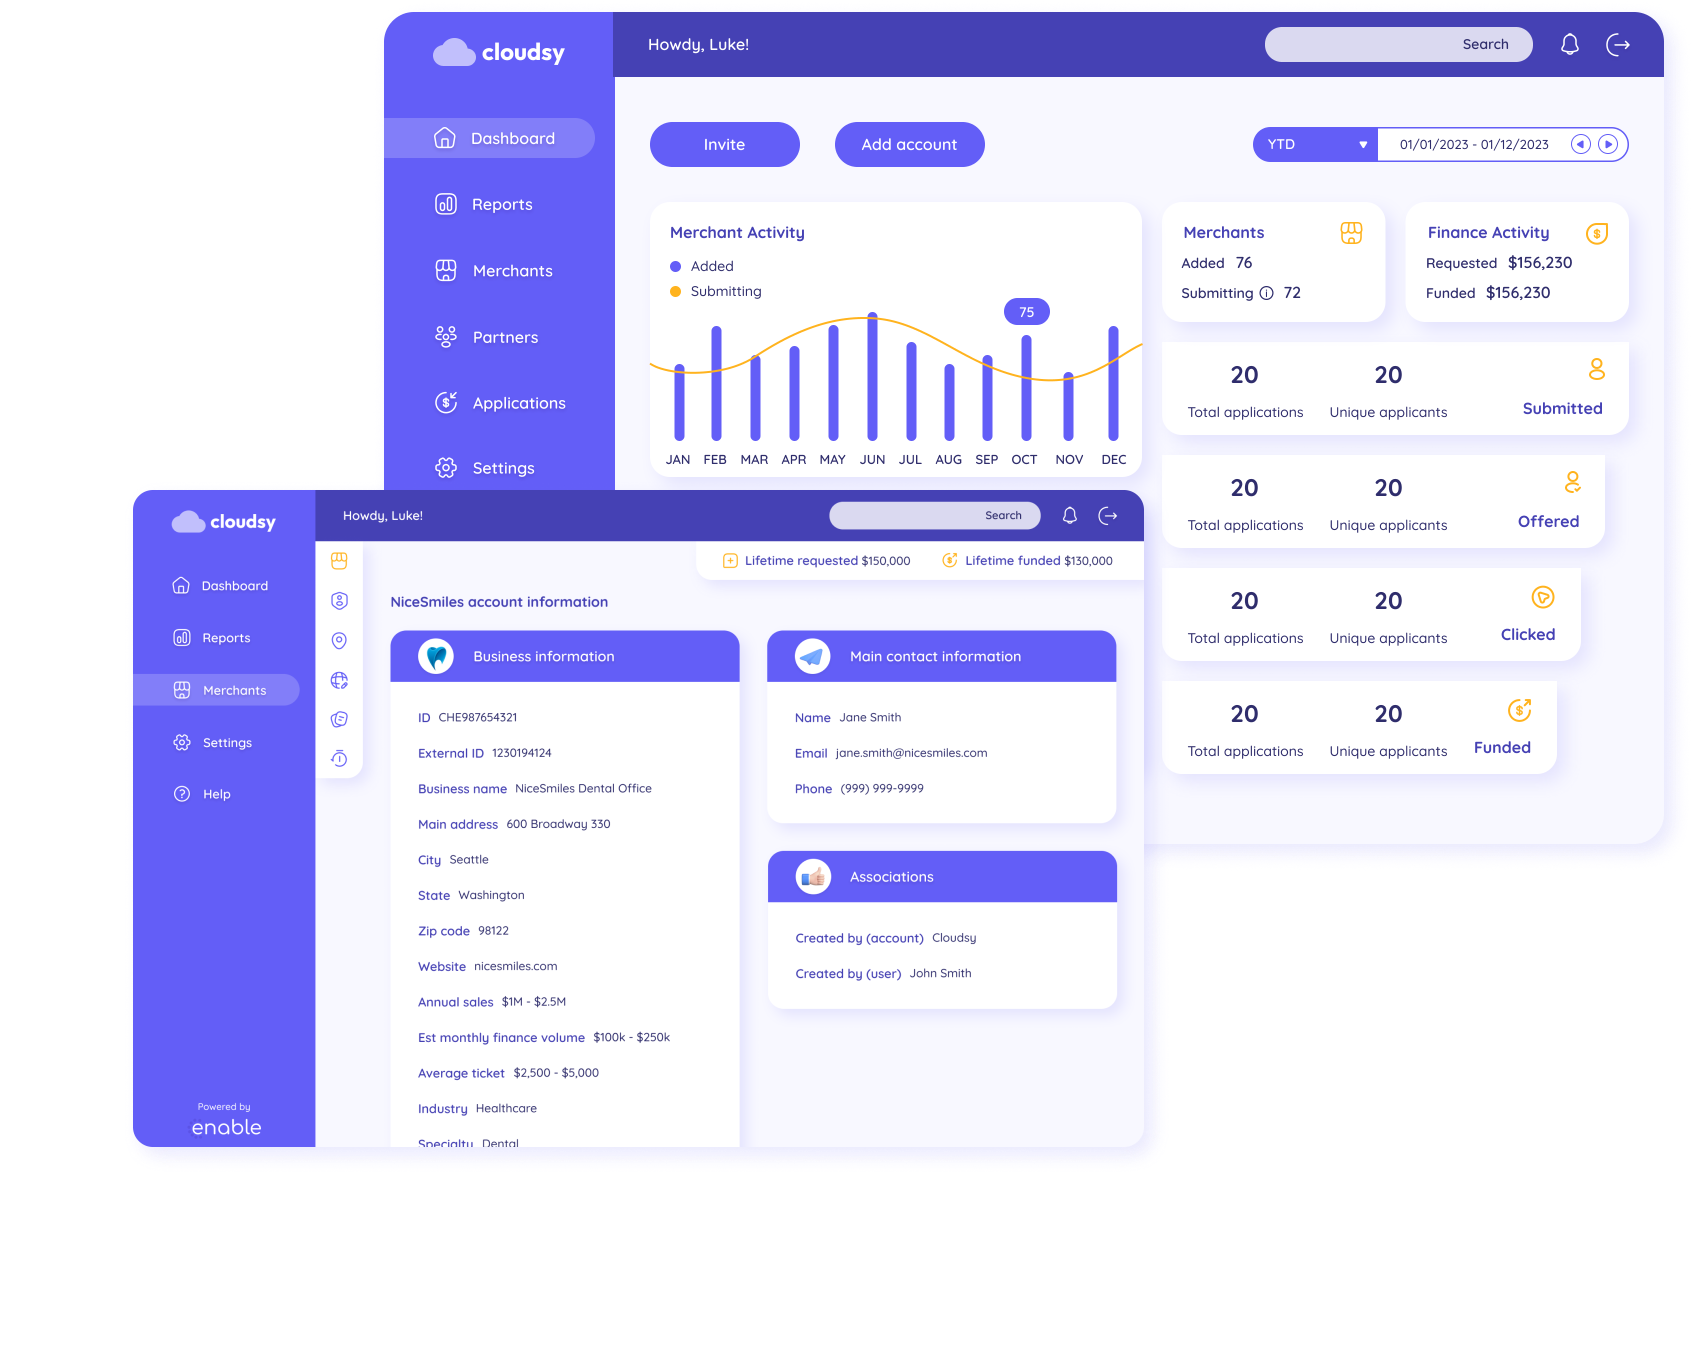 cloudsy
Howdy, Luke!
Search
Dashboard
Reports
Merchants
Partners
Applications
Settings
Invite
Add account
YTD
01/01/2023 - 01/12/2023
Merchant Activity
Added
Submitting
75
JAN FEB MAR APR MAY JUN JUL AUG SEP OCT NOV DEC
Merchants
Added 76
Submitting 72
Finance Activity
Requested $156,230
Funded $156,230
20 20
Total applications Unique applicants Submitted
20 20
Total applications Unique applicants Offered
20 20
Total applications Unique applicants Clicked
20 20
Total applications Unique applicants Funded
cloudsy
Howdy, Luke!
Search
Dashboard
Reports
Merchants
Settings
Help
Powered by
enable
Lifetime requested $150,000 Lifetime funded $130,000
NiceSmiles account information
Business information
ID CHE987654321
External ID 1230194124
Business name NiceSmiles Dental Office
Main address 600 Broadway 330
City Seattle
State Washington
Zip code 98122
Website nicesmiles.com
Annual sales $1M - $2.5M
Est monthly finance volume $100k - $250k
Average ticket $2,500 - $5,000
Industry Healthcare
Specialty Dental
Main contact information
Name Jane Smith
Email jane.smith@nicesmiles.com
Phone (999) 999-9999
Associations
Created by (account) Cloudsy
Created by (user) John Smith